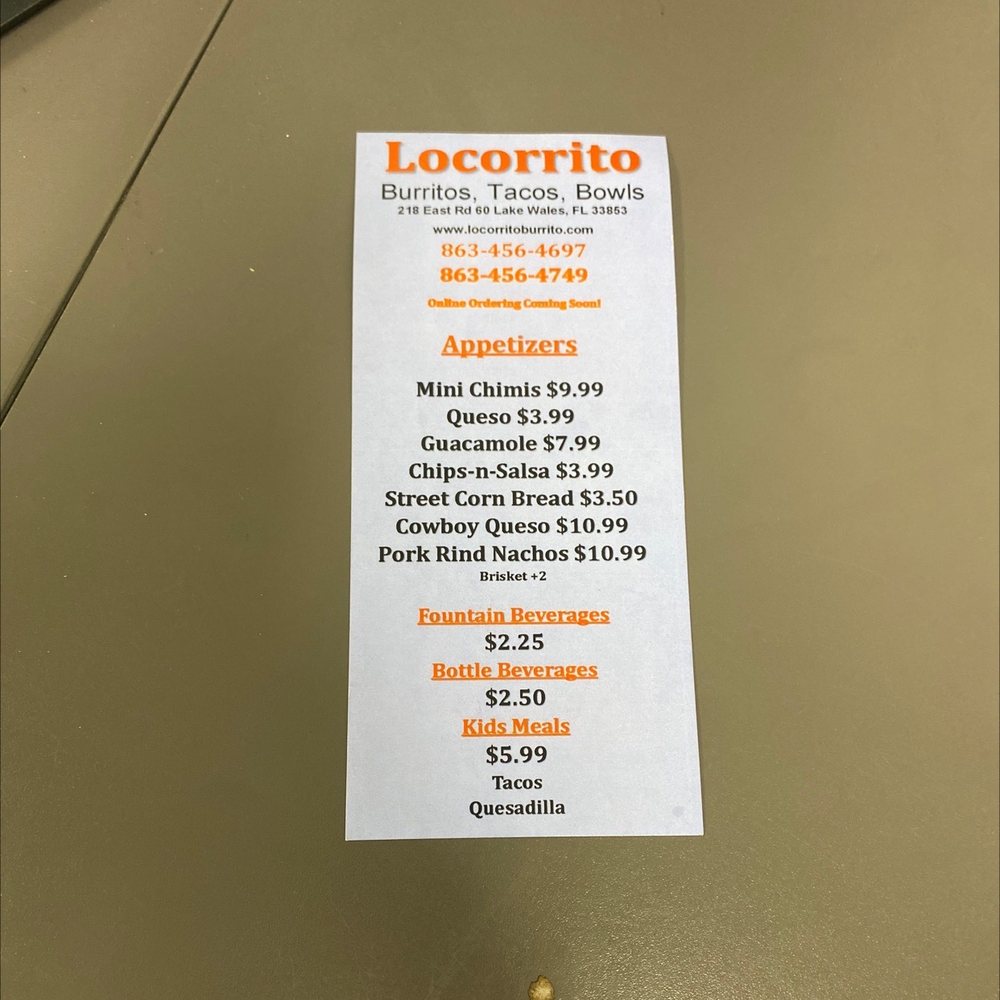 Locorrito
Burritos, Tacos, Bowls
218 East Rd 60 Lake Wales, FL 33853
www.locorritoburrito.com
863-456-4697
863-456-4749
Online Ordering Coming Soon!
Appetizers
Mini Chimis $9.99
Queso $3.99
Guacamole $7.99
Chips-n-Salsa $3.99
Street Corn Bread $3.50
Cowboy Queso $10.99
Pork Rind Nachos $10.99
Brisket +2
Fountain Beverages
$2.25
Bottle Beverages
$2.50
Kids Meals
$5.99
Tacos
Quesadilla